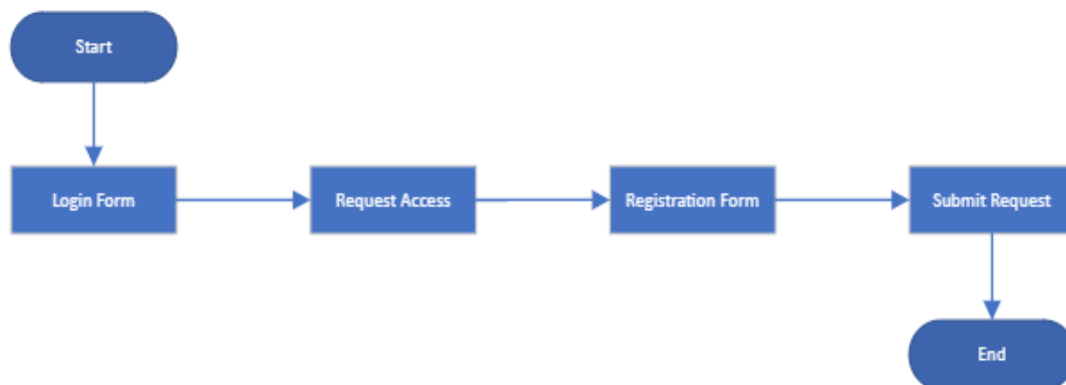 Start
Login Form
Request Access
Registration Form
Submit Request
End